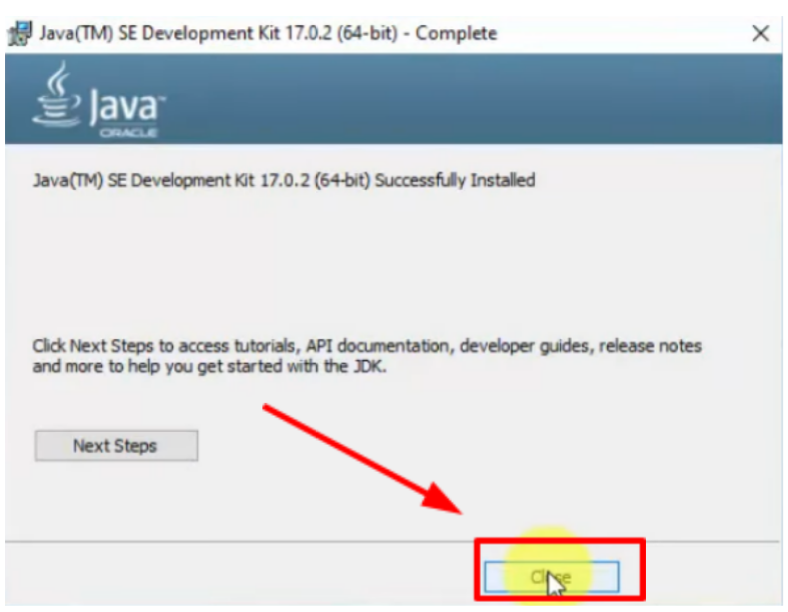 Java(TM) SE Development Kit 17.0.2 (64-bit) - Complete
Java™
ORACLE
Java(TM) SE Development Kit 17.0.2 (64-bit) Successfully Installed
Click Next Steps to access tutorials, API documentation, developer guides, release notes
and more to help you get started with the JDK.
Next Steps
Close